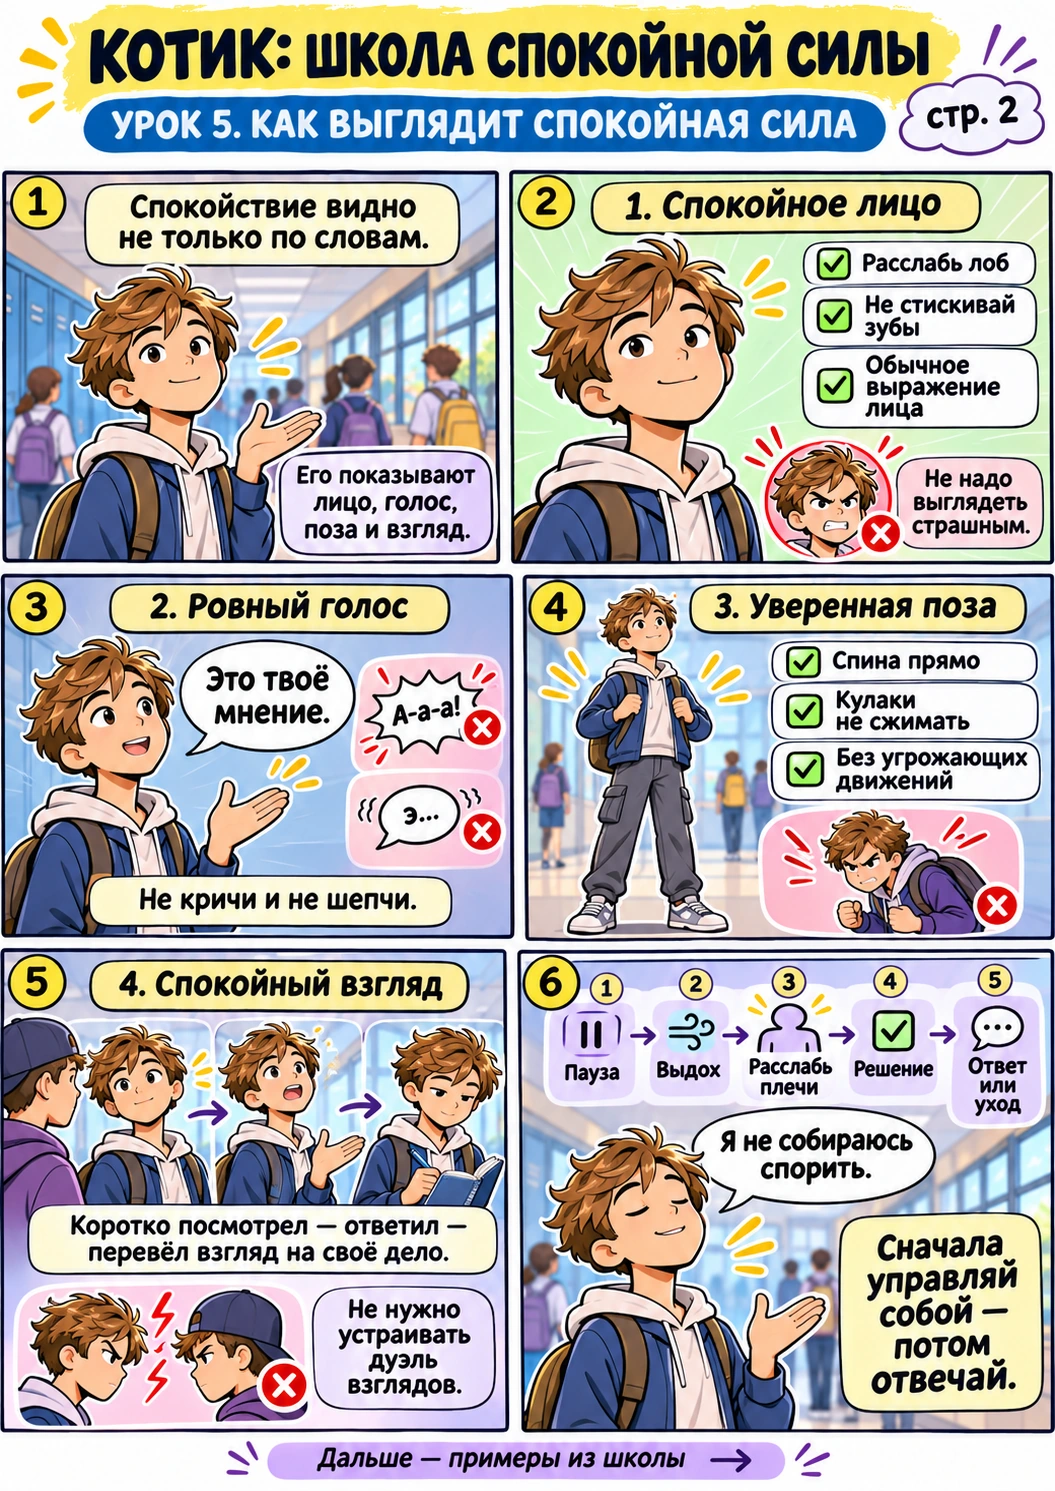 КОТИК: ШКОЛА СПОКОЙНОЙ СИЛЫ
УРОК 5. КАК ВЫГЛЯДИТ СПОКОЙНАЯ СИЛА
стр. 2
1
Спокойствие видно
не только по словам.
Его показывают
лицо, голос,
поза и взгляд.
2
1. Спокойное лицо
Расслабь лоб
Не стискивай
зубы
Обычное
выражение
лица
Не надо
выглядеть
страшным.
3
2. Ровный голос
Это твоё
мнение.
А-а-а!
э...
Не кричи и не шепчи.
4
3. Уверенная поза
Спина прямо
Кулаки
не сжимать
Без угрожающих
движений
5
4. Спокойный взгляд
Коротко посмотрел — ответил —
перевёл взгляд на своё дело.
Не нужно
устраивать
дуэль
взглядов.
6
1
Пауза
2
Выдох
3
Расслабь
плечи
4
Решение
5
Ответ
или
уход
Я не собираюсь
спорить.
Сначала
управляй
собой —
потом
отвечай.
Дальше — примеры из школы